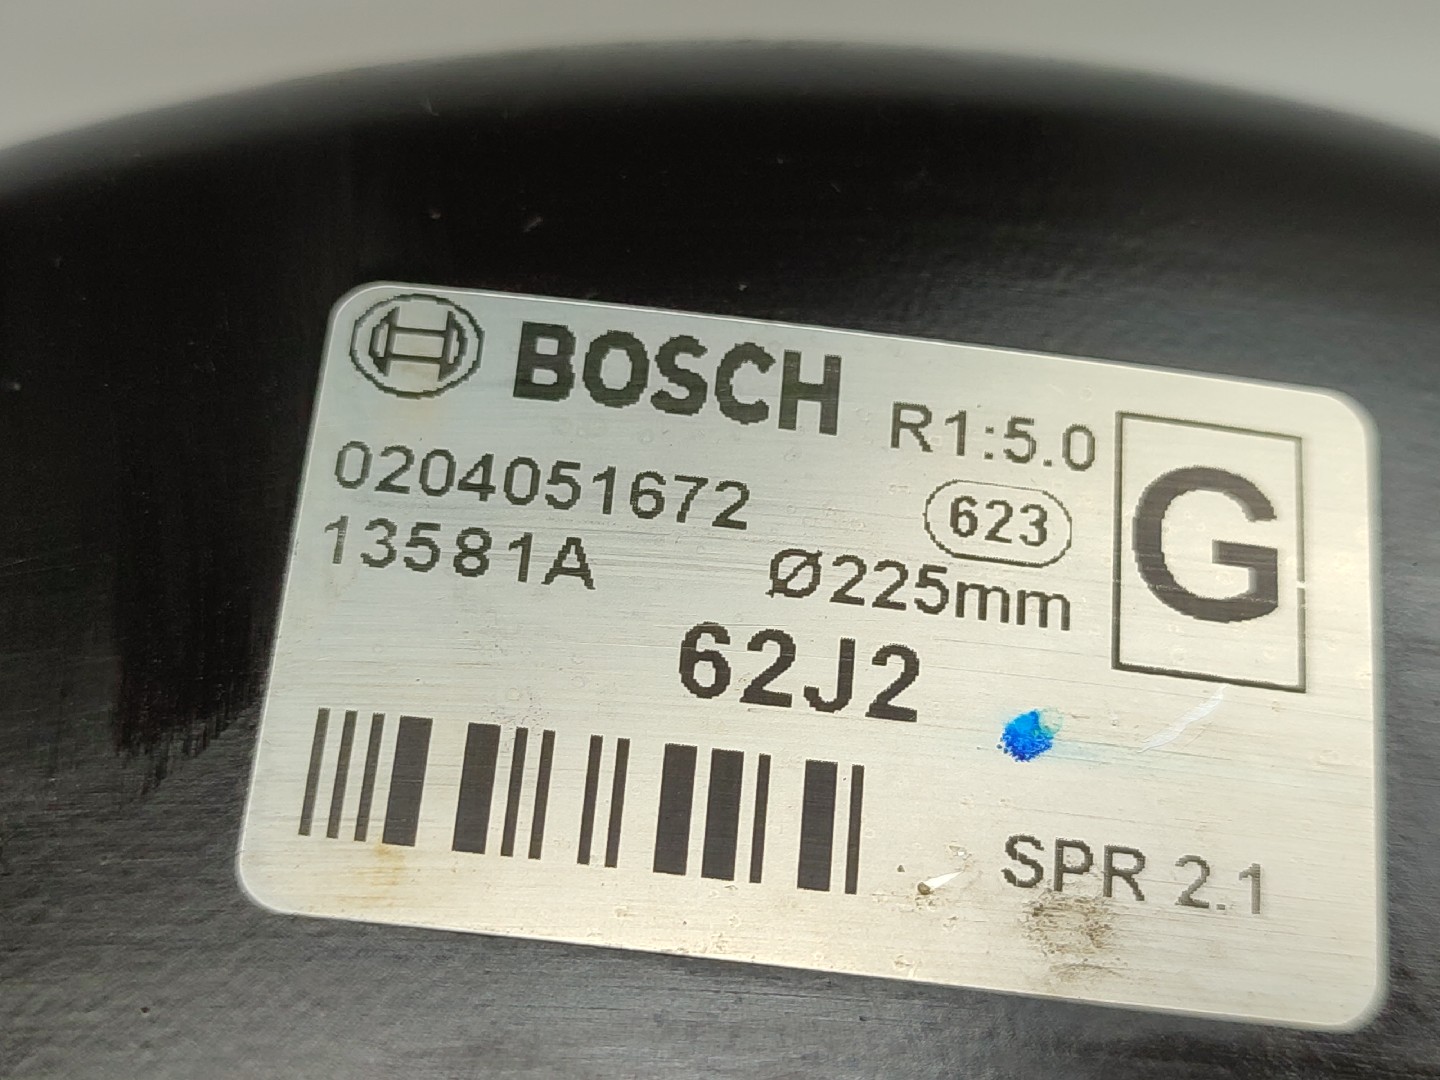 BOSCH R1:5.0
0204051672 623 G
13581A Ø225mm
62J2
SPR 2.1